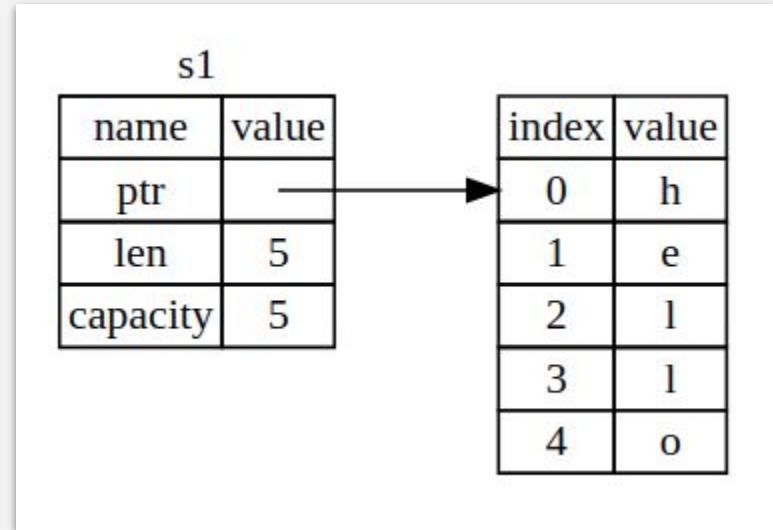 s1
name value
ptr
len 5
capacity 5
index value
0 h
1 e
2 l
3 l
4 o